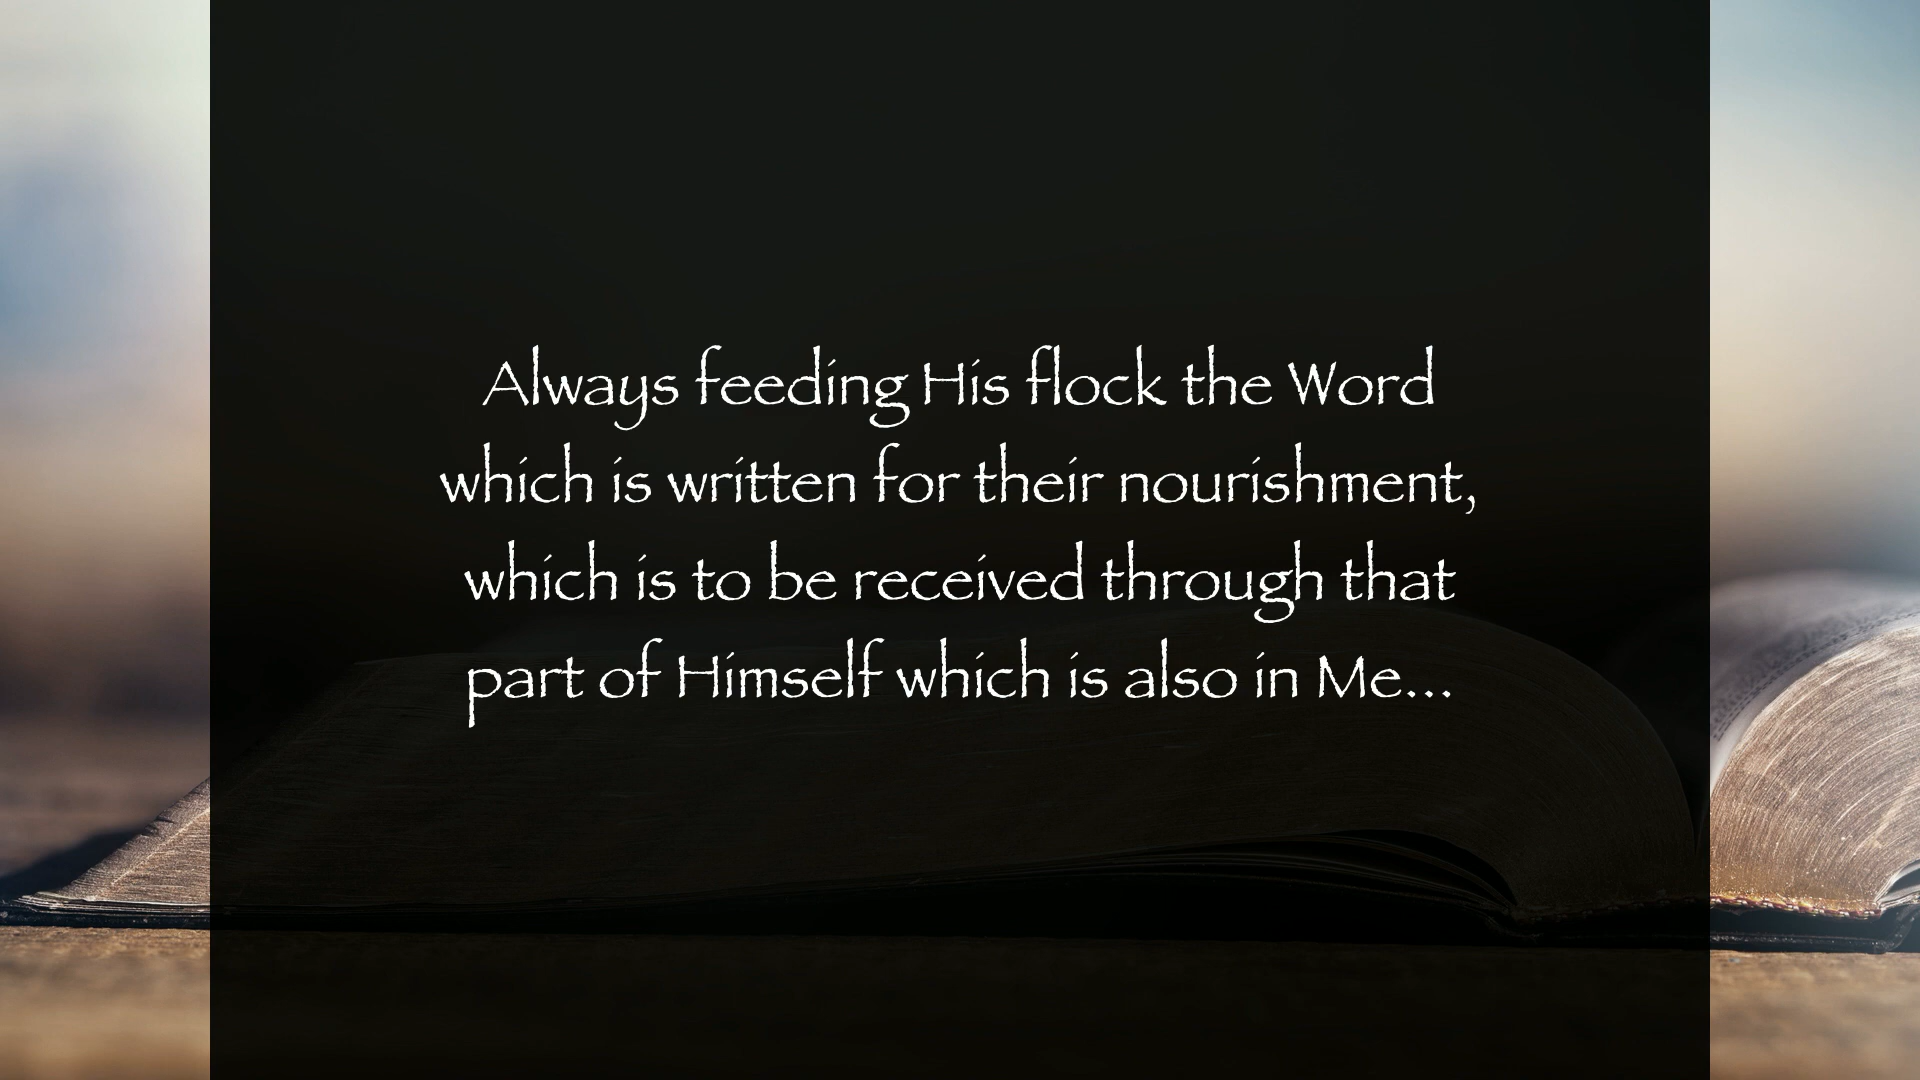 Always feeding His flock the Word
which is written for their nourishment,
which is to be received through that
part of Himself which is also in Me...